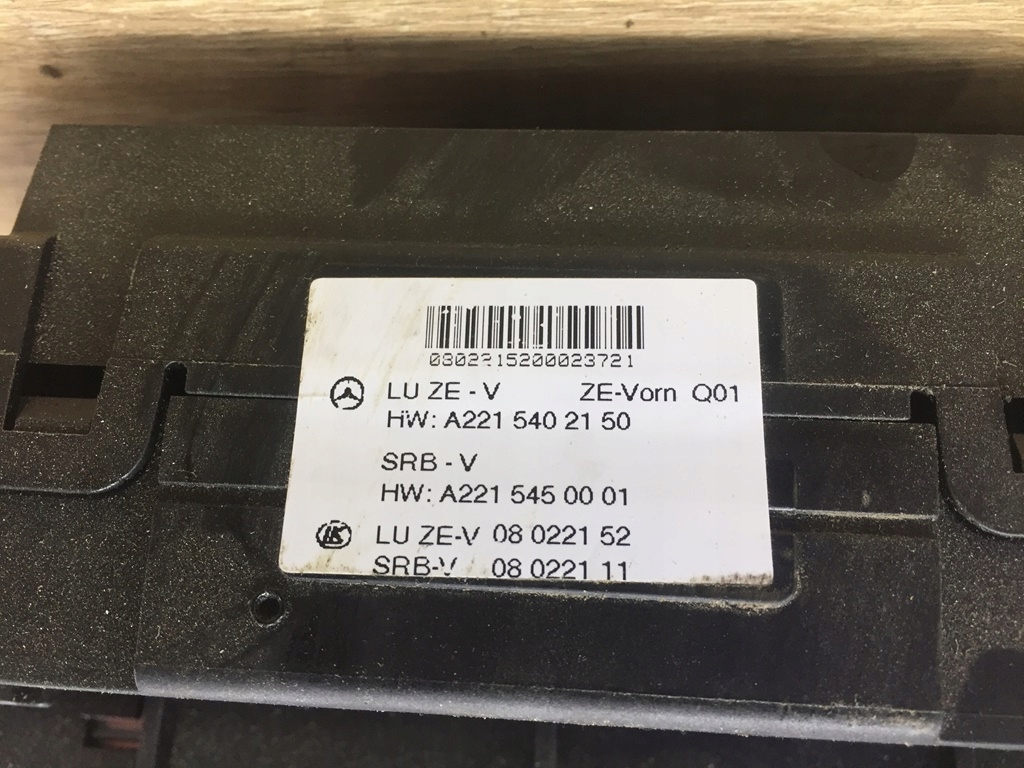 0802215200023721
LU ZE - V ZE-Vorn Q01
HW: A221 540 21 50
SRB - V
HW: A221 545 00 01
LU ZE-V 08 0221 52
SRB-V 08 0221 11